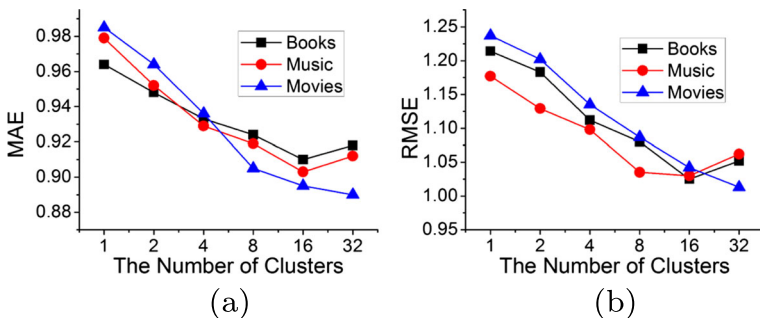 0.98
0.96
0.94
0.92
0.90
0.88
MAE
Books
Music
Movies
1 2 4 8 16 32
The Number of Clusters
(a)
1.25
1.20
1.15
1.10
1.05
1.00
0.95
RMSE
Books
Music
Movies
1 2 4 8 16 32
The Number of Clusters
(b)